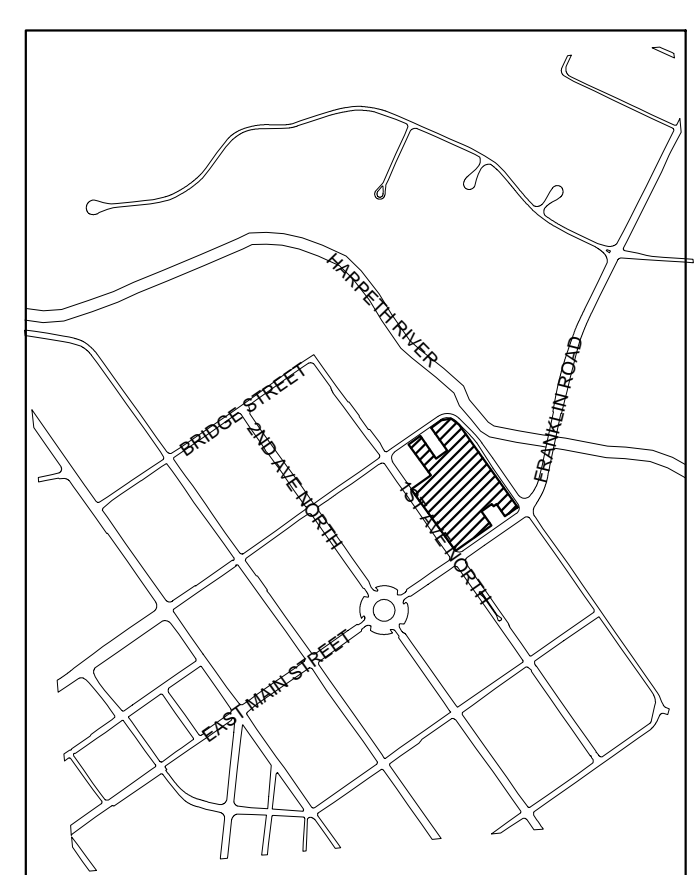 HARPETH RIVER
FRANKLIN ROAD
BRIDGE STREET
2ND AVE NORTH
1ST AVE NORTH
EAST MAIN STREET